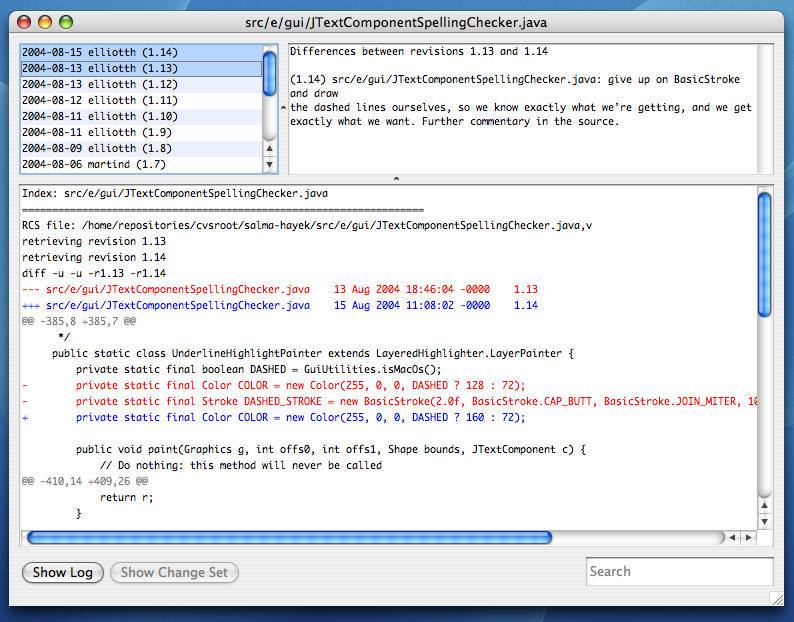 src/e/gui/JTextComponentSpellingChecker.java
2004-08-15 elliotth (1.14)
2004-08-13 elliotth (1.13)
2004-08-13 elliotth (1.12)
2004-08-12 elliotth (1.11)
2004-08-11 elliotth (1.10)
2004-08-11 elliotth (1.9)
2004-08-09 elliotth (1.8)
2004-08-06 martind (1.7)
Differences between revisions 1.13 and 1.14
(1.14) src/e/gui/JTextComponentSpellingChecker.java: give up on BasicStroke
and draw
the dashed lines ourselves, so we know exactly what we're getting, and we get
exactly what we want. Further commentary in the source.
Index: src/e/gui/JTextComponentSpellingChecker.java
===================================================================
RCS file: /home/repositories/cvsroot/salma-hayek/src/e/gui/JTextComponentSpellingChecker.java,v
retrieving revision 1.13
retrieving revision 1.14
diff -u -u -r1.13 -r1.14
--- src/e/gui/JTextComponentSpellingChecker.java    13 Aug 2004 18:46:04 -0000    1.13
+++ src/e/gui/JTextComponentSpellingChecker.java    15 Aug 2004 11:08:02 -0000    1.14
@@ -385,8 +385,7 @@
      */
     public static class UnderlineHighlightPainter extends LayeredHighlighter.LayerPainter {
         private static final boolean DASHED = GuiUtilities.isMacOs();
-        private static final Color COLOR = new Color(255, 0, 0, DASHED ? 128 : 72);
-        private static final Stroke DASHED_STROKE = new BasicStroke(2.0f, BasicStroke.CAP_BUTT, BasicStroke.JOIN_MITER, 10
+        private static final Color COLOR = new Color(255, 0, 0, DASHED ? 160 : 72);
         public void paint(Graphics g, int offs0, int offs1, Shape bounds, JTextComponent c) {
             // Do nothing: this method will never be called
@@ -410,14 +409,26 @@
             return r;
         }
Show Log
Show Change Set
Search